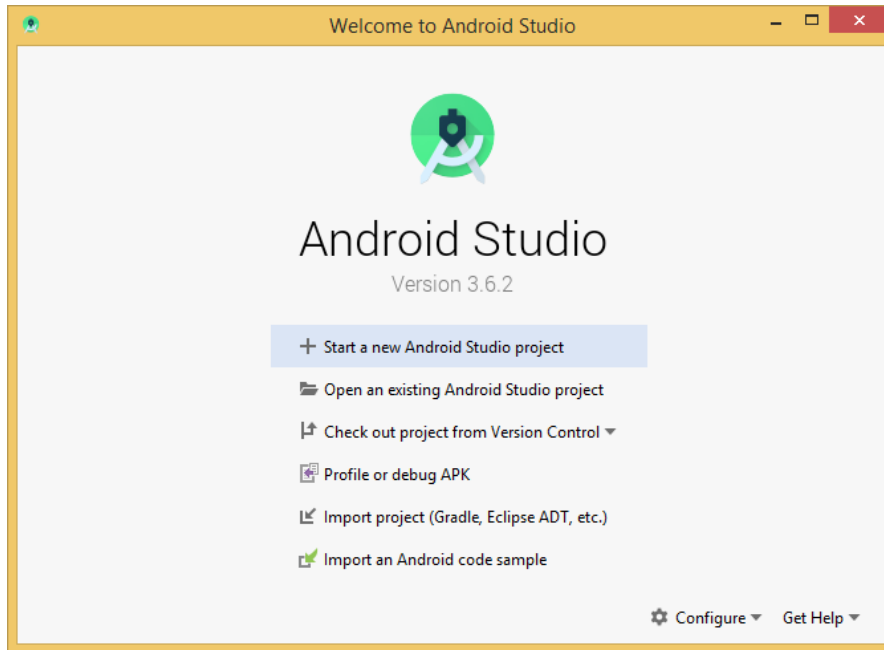 Welcome to Android Studio
Android Studio
Version 3.6.2
Start a new Android Studio project
Open an existing Android Studio project
Check out project from Version Control
Profile or debug APK
Import project (Gradle, Eclipse ADT, etc.)
Import an Android code sample
Configure Get Help